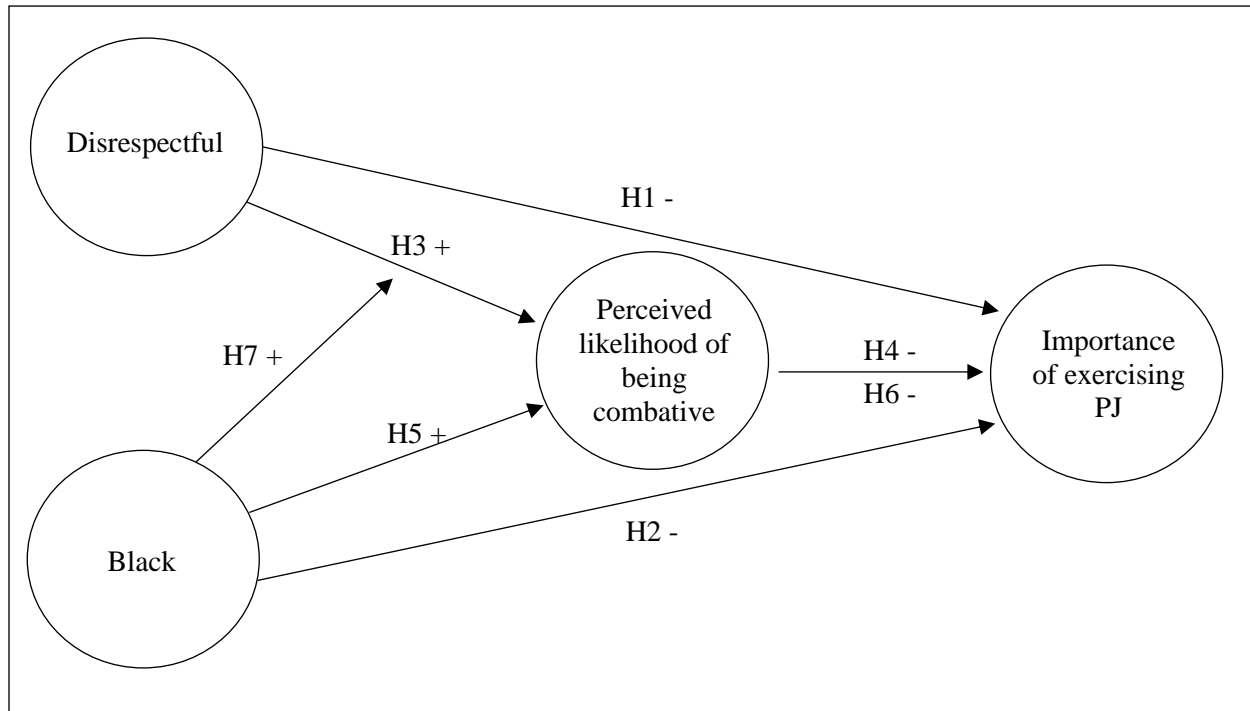 Disrespectful
H1 -
H3 +
Perceived
likelihood of
being
combative
H7 +
H4 -
H6 -
Importance
of exercising
PJ
H5 +
H2 -
Black